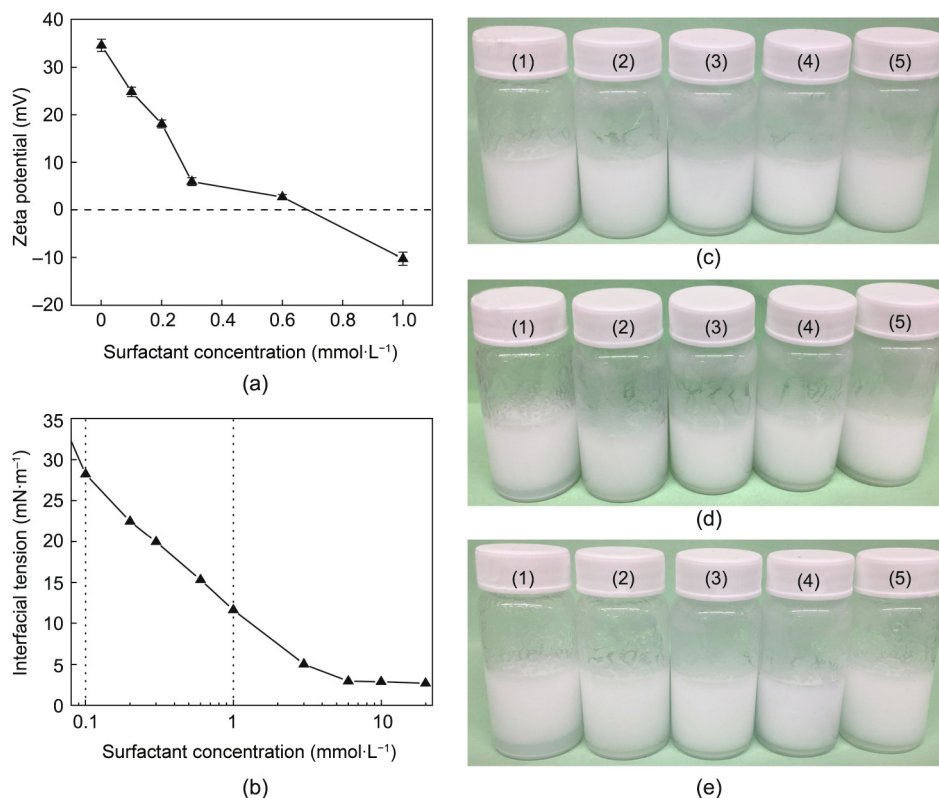 40
30
20
10
0
−10
−20
Zeta potential (mV)
0 0.2 0.4 0.6 0.8 1.0
Surfactant concentration (mmol·L⁻¹)
(a)
35
30
25
20
15
10
5
0
Interfacial tension (mN·m⁻¹)
0.1 1 10
Surfactant concentration (mmol·L⁻¹)
(b)
(1) (2) (3) (4) (5)
(c)
(1) (2) (3) (4) (5)
(d)
(1) (2) (3) (4) (5)
(e)